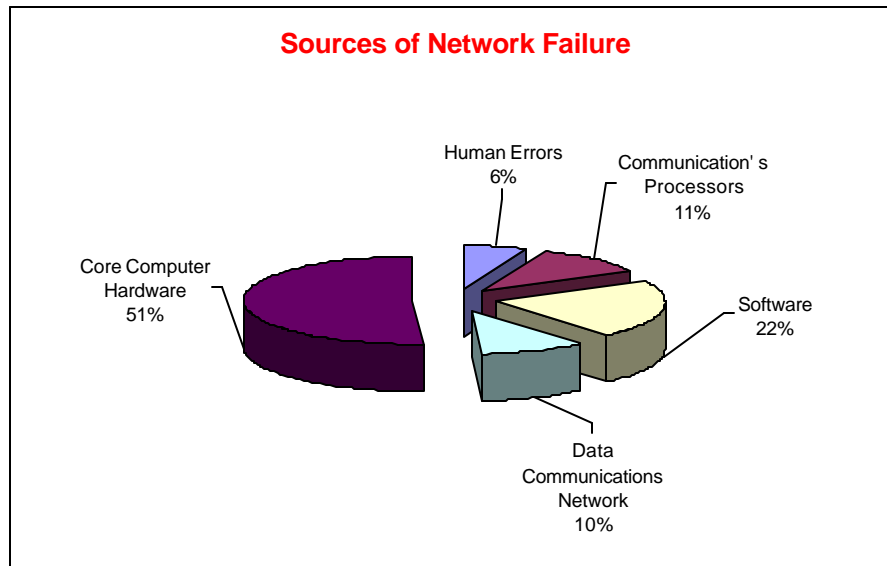 Sources of Network Failure
Human Errors
6%
Communication' s
Processors
11%
Core Computer
Hardware
51%
Software
22%
Data
Communications
Network
10%